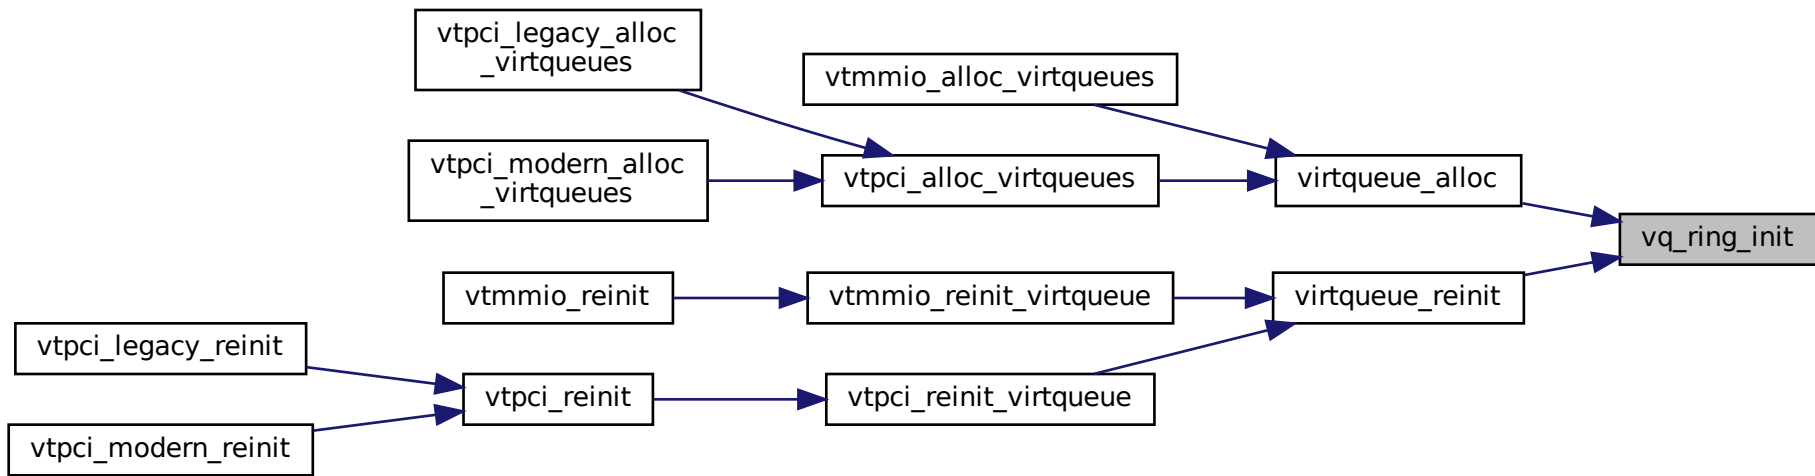 vtpci_legacy_alloc
_virtqueues
vtmmio_alloc_virtqueues
vtpci_modern_alloc
_virtqueues
vtpci_alloc_virtqueues
virtqueue_alloc
vq_ring_init
vtmmio_reinit
vtmmio_reinit_virtqueue
virtqueue_reinit
vtpci_legacy_reinit
vtpci_reinit
vtpci_reinit_virtqueue
vtpci_modern_reinit